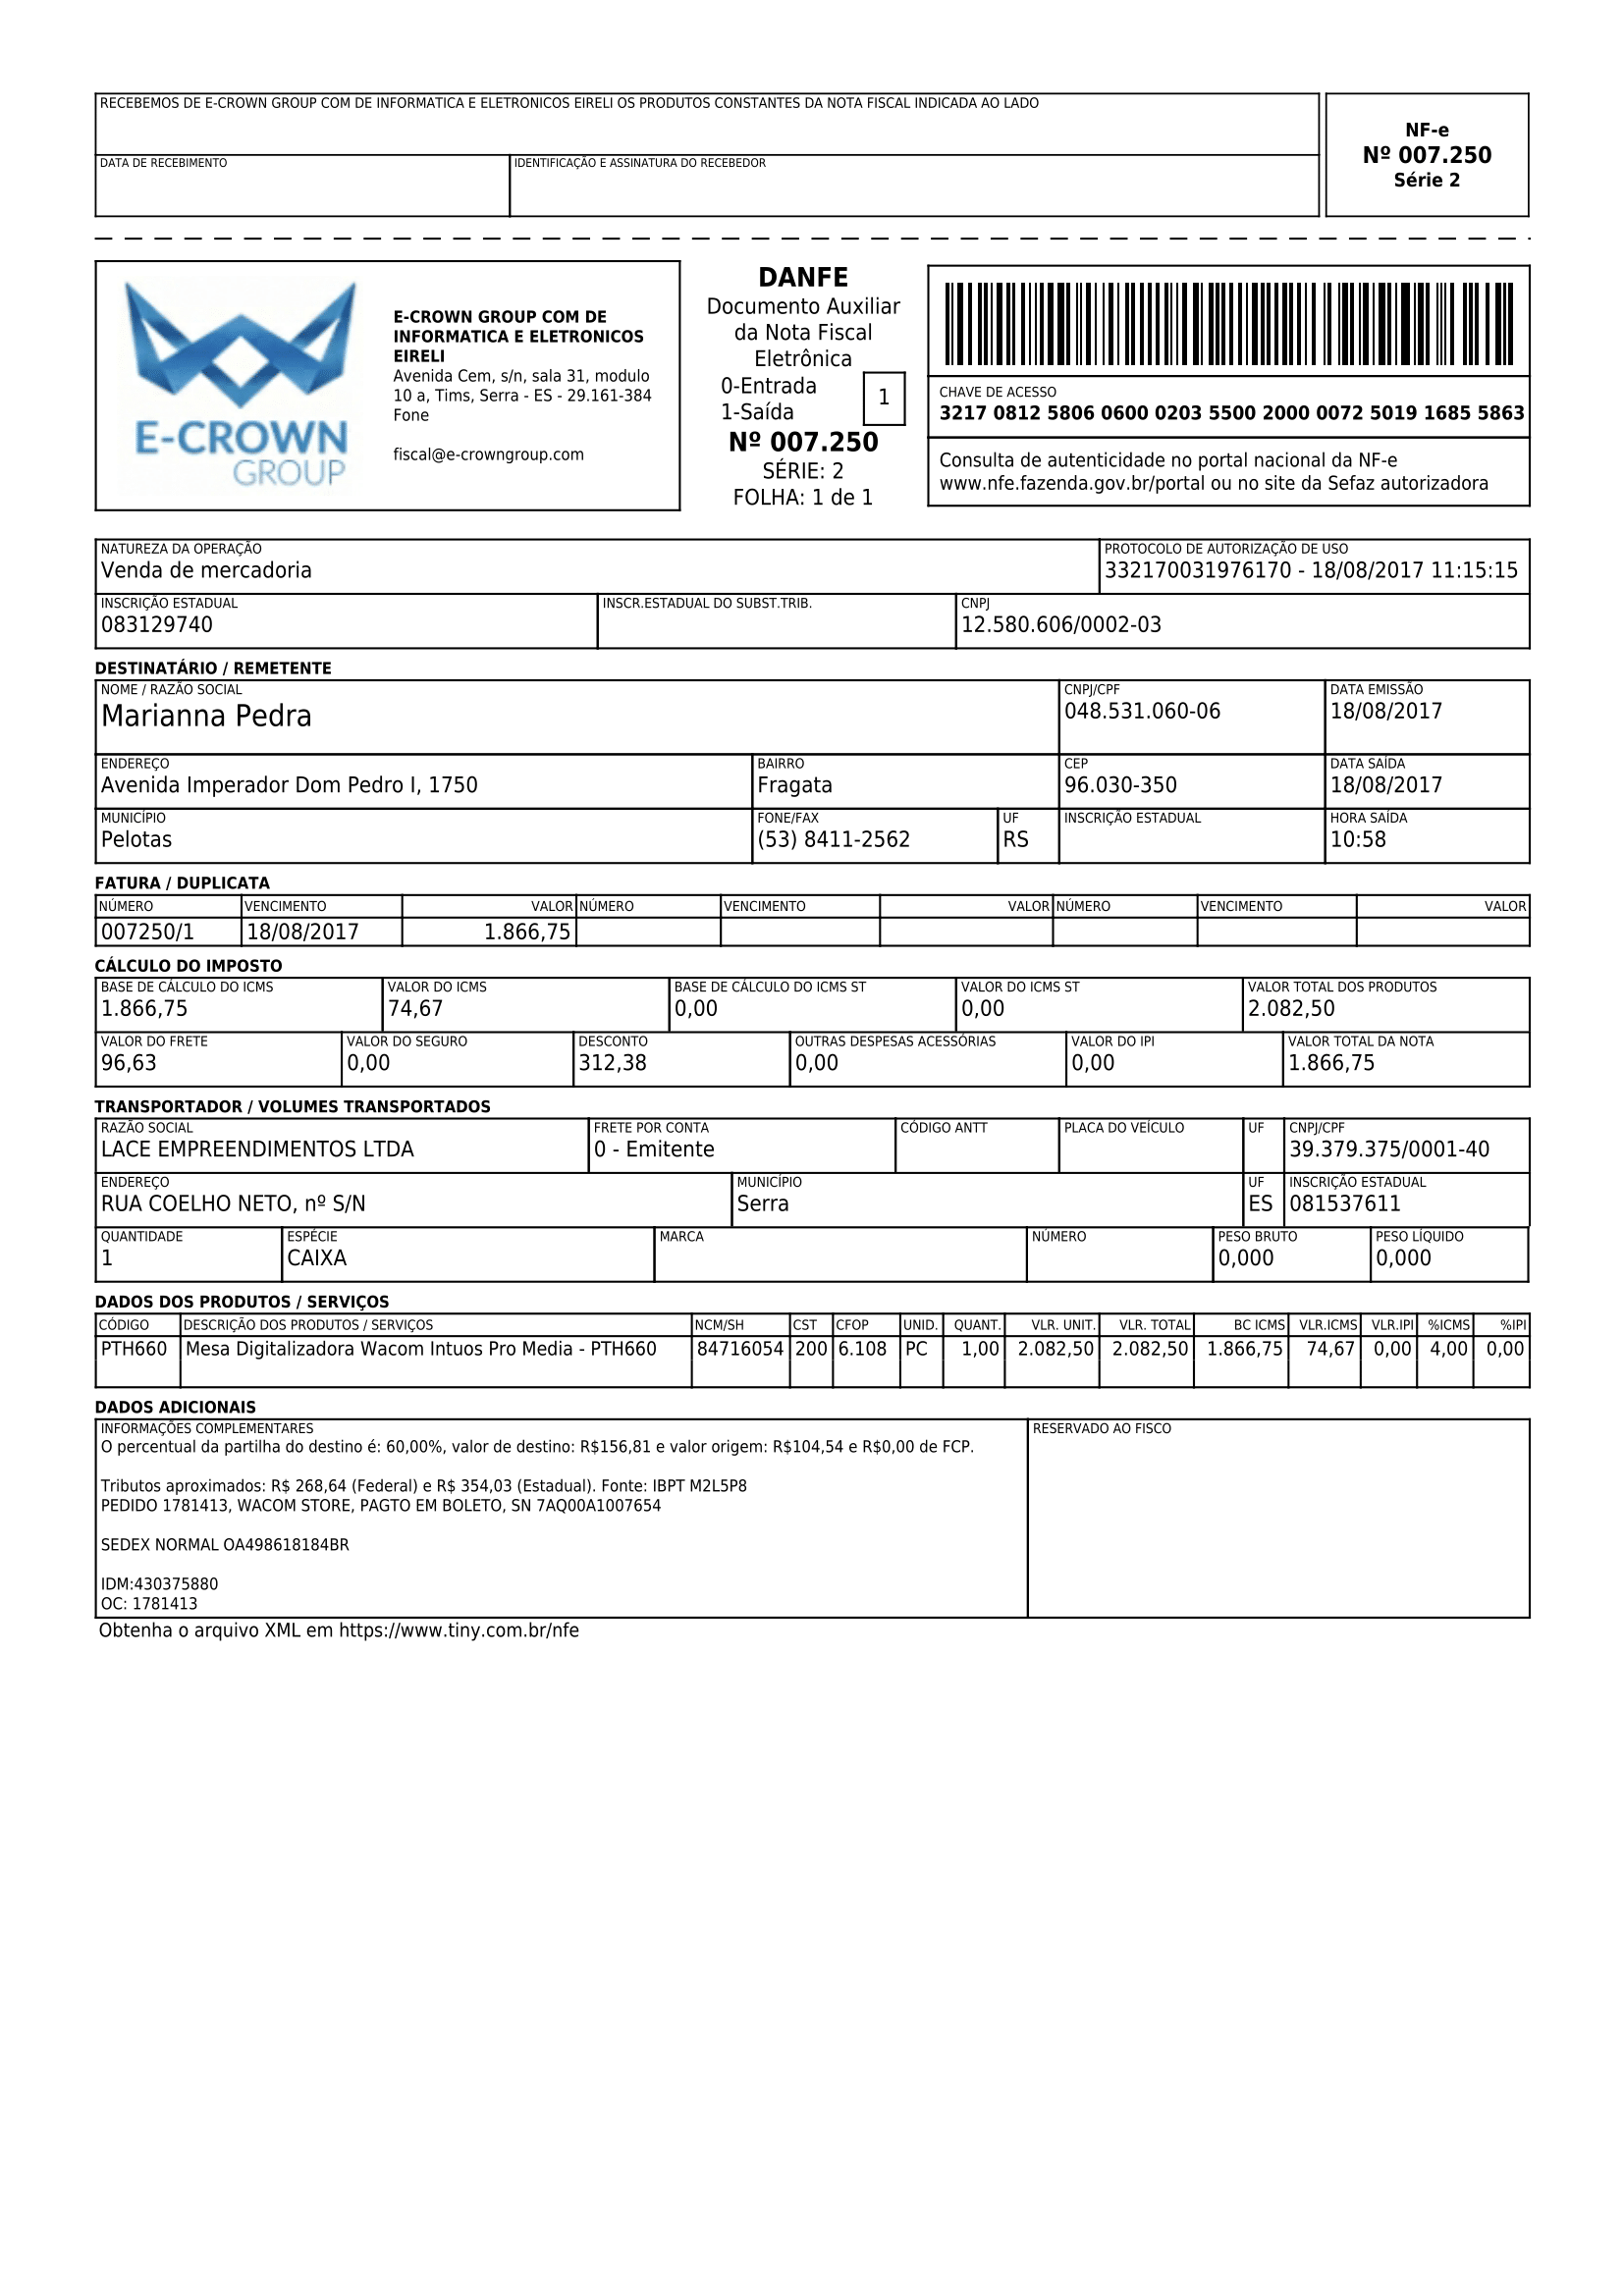 RECEBEMOS DE E-CROWN GROUP COM DE INFORMATICA E ELETRONICOS EIRELI OS PRODUTOS CONSTANTES DA NOTA FISCAL INDICADA AO LADO
DATA DE RECEBIMENTO
IDENTIFICAÇÃO E ASSINATURA DO RECEBEDOR
NF-e
Nº 007.250
Série 2
E-CROWN
GROUP
E-CROWN GROUP COM DE
INFORMATICA E ELETRONICOS
EIRELI
Avenida Cem, s/n, sala 31, modulo
10 a, Tims, Serra - ES - 29.161-384
Fone
fiscal@e-crowngroup.com
DANFE
Documento Auxiliar
da Nota Fiscal
Eletrônica
0-Entrada
1-Saída
1
Nº 007.250
SÉRIE: 2
FOLHA: 1 de 1
CHAVE DE ACESSO
3217 0812 5806 0600 0203 5500 2000 0072 5019 1685 5863
Consulta de autenticidade no portal nacional da NF-e
www.nfe.fazenda.gov.br/portal ou no site da Sefaz autorizadora
NATUREZA DA OPERAÇÃO PROTOCOLO DE AUTORIZAÇÃO DE USO
Venda de mercadoria 332170031976170 - 18/08/2017 11:15:15
INSCRIÇÃO ESTADUAL INSCR.ESTADUAL DO SUBST.TRIB. CNPJ
083129740 12.580.606/0002-03
DESTINATÁRIO / REMETENTE
NOME / RAZÃO SOCIAL CNPJ/CPF DATA EMISSÃO
Marianna Pedra 048.531.060-06 18/08/2017
ENDEREÇO BAIRRO CEP DATA SAÍDA
Avenida Imperador Dom Pedro I, 1750 Fragata 96.030-350 18/08/2017
MUNICÍPIO FONE/FAX UF INSCRIÇÃO ESTADUAL HORA SAÍDA
Pelotas (53) 8411-2562 RS 10:58
FATURA / DUPLICATA
NÚMERO VENCIMENTO VALOR NÚMERO VENCIMENTO VALOR NÚMERO VENCIMENTO VALOR
007250/1 18/08/2017 1.866,75
CÁLCULO DO IMPOSTO
BASE DE CÁLCULO DO ICMS VALOR DO ICMS BASE DE CÁLCULO DO ICMS ST VALOR DO ICMS ST VALOR TOTAL DOS PRODUTOS
1.866,75 74,67 0,00 0,00 2.082,50
VALOR DO FRETE VALOR DO SEGURO DESCONTO OUTRAS DESPESAS ACESSÓRIAS VALOR DO IPI VALOR TOTAL DA NOTA
96,63 0,00 312,38 0,00 0,00 1.866,75
TRANSPORTADOR / VOLUMES TRANSPORTADOS
RAZÃO SOCIAL FRETE POR CONTA CÓDIGO ANTT PLACA DO VEÍCULO UF CNPJ/CPF
LACE EMPREENDIMENTOS LTDA 0 - Emitente 39.379.375/0001-40
ENDEREÇO MUNICÍPIO UF INSCRIÇÃO ESTADUAL
RUA COELHO NETO, nº S/N Serra ES 081537611
QUANTIDADE ESPÉCIE MARCA NÚMERO PESO BRUTO PESO LÍQUIDO
1 CAIXA 0,000 0,000
DADOS DOS PRODUTOS / SERVIÇOS
CÓDIGO DESCRIÇÃO DOS PRODUTOS / SERVIÇOS NCM/SH CST CFOP UNID. QUANT. VLR. UNIT. VLR. TOTAL BC ICMS VLR.ICMS VLR.IPI %ICMS %IPI
PTH660 Mesa Digitalizadora Wacom Intuos Pro Media - PTH660 84716054 200 6.108 PC 1,00 2.082,50 2.082,50 1.866,75 74,67 0,00 4,00 0,00
DADOS ADICIONAIS
INFORMAÇÕES COMPLEMENTARES RESERVADO AO FISCO
O percentual da partilha do destino é: 60,00%, valor de destino: R$156,81 e valor origem: R$104,54 e R$0,00 de FCP.
Tributos aproximados: R$ 268,64 (Federal) e R$ 354,03 (Estadual). Fonte: IBPT M2L5P8
PEDIDO 1781413, WACOM STORE, PAGTO EM BOLETO, SN 7AQ00A1007654
SEDEX NORMAL OA498618184BR
IDM:430375880
OC: 1781413
Obtenha o arquivo XML em https://www.tiny.com.br/nfe